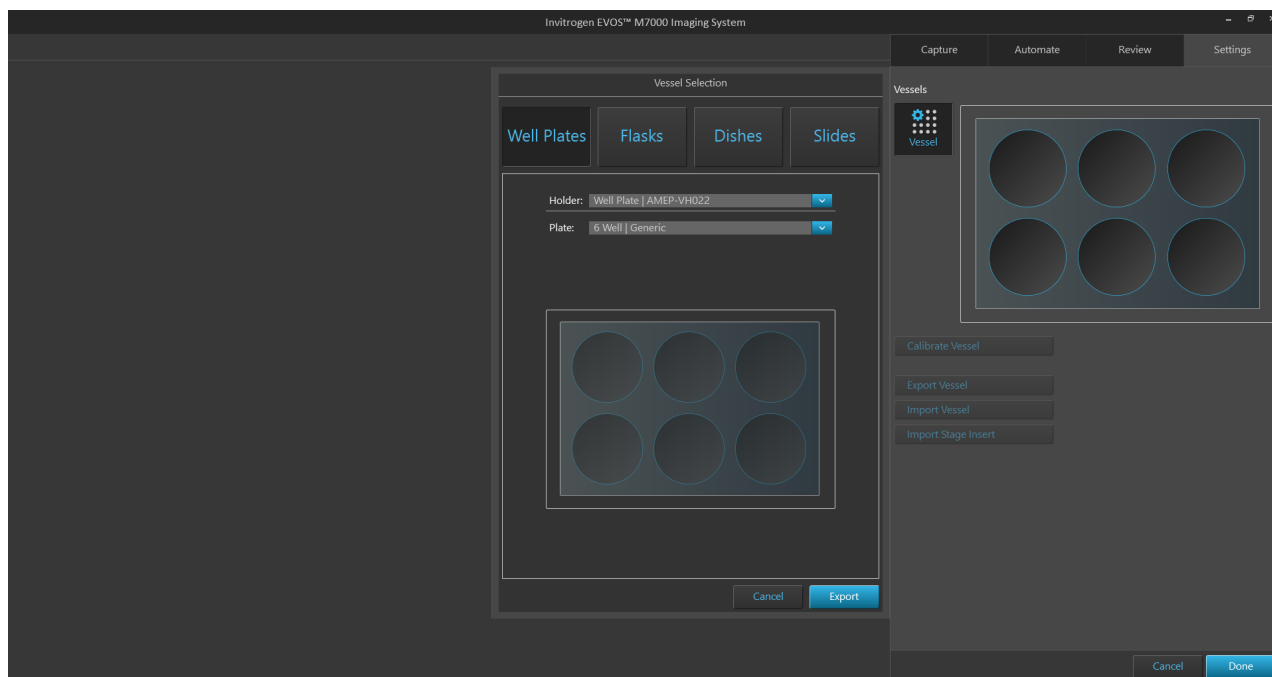 Invitrogen EVOS™ M7000 Imaging System
Capture Automate Review Settings
Vessel Selection
Well Plates Flasks Dishes Slides
Holder: Well Plate | AMEP-VH022
Plate: 6 Well | Generic
Cancel Export
Vessels
Vessel
Calibrate Vessel
Export Vessel
Import Vessel
Import Stage Insert
Cancel Done